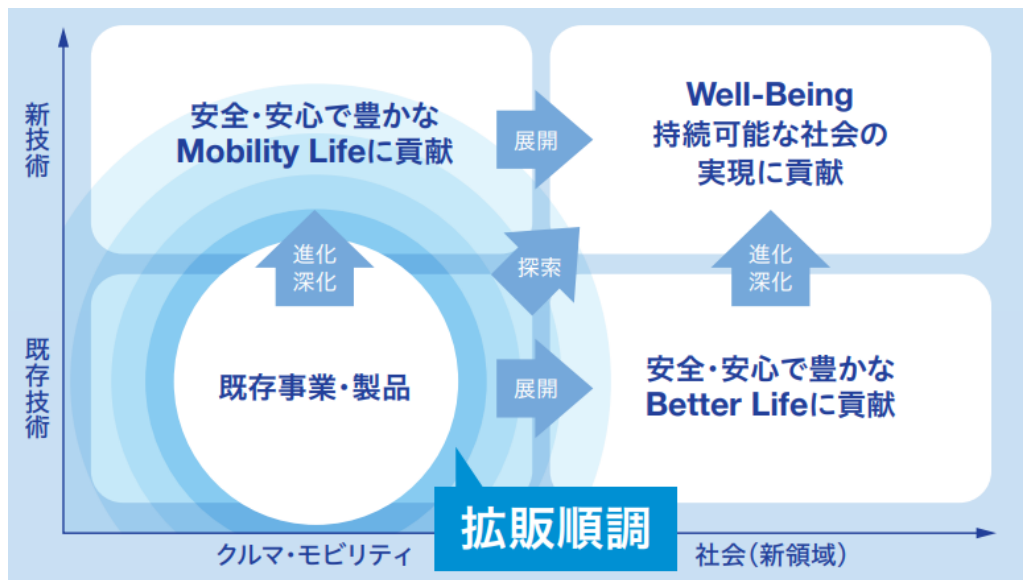 新技術
安全・安心で豊かな
Mobility Lifeに貢献
展開
Well-Being
持続可能な社会の
実現に貢献
進化
深化
探索
進化
深化
既存技術
既存事業・製品
展開
安全・安心で豊かな
Better Lifeに貢献
拡販順調
クルマ・モビリティ
社会（新領域）